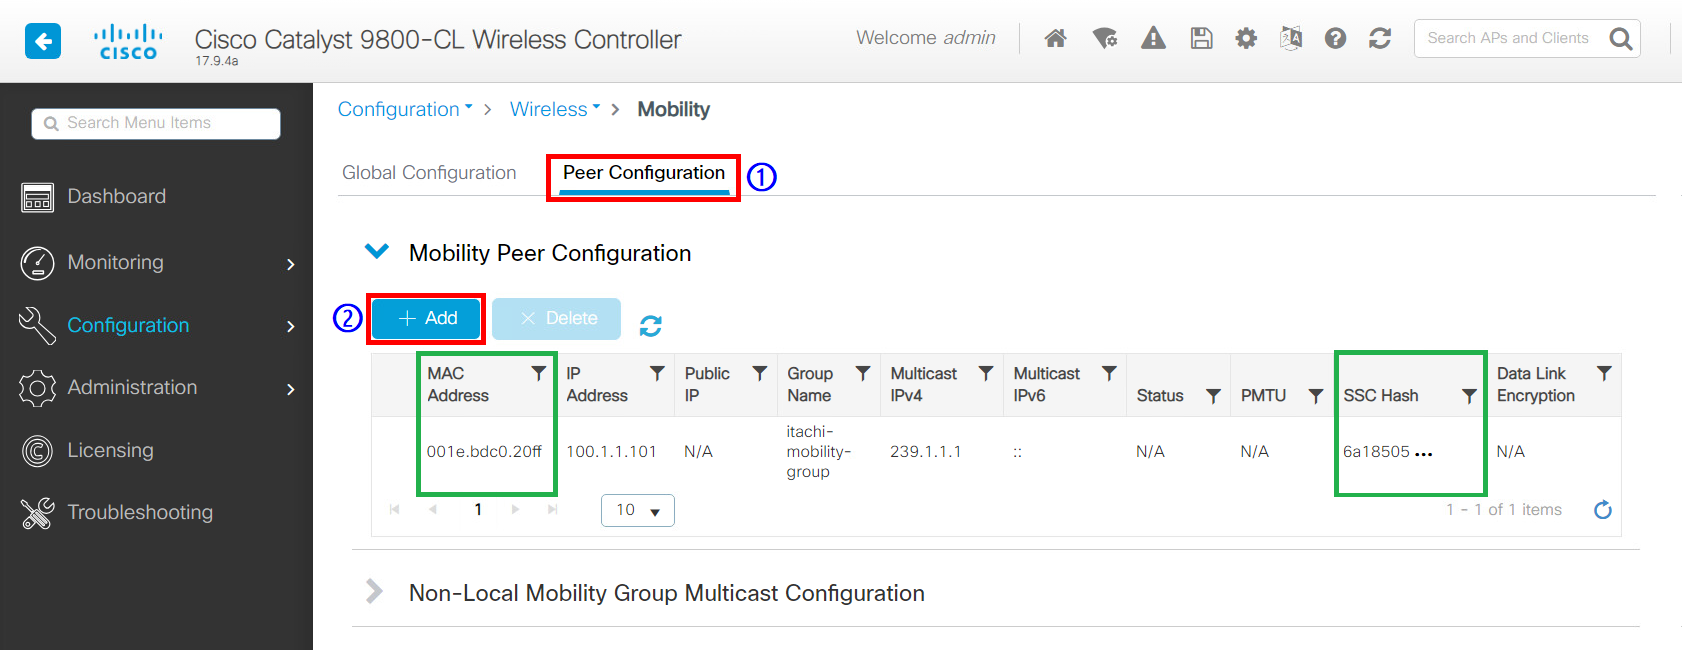 CISCO
Cisco Catalyst 9800-CL Wireless Controller
17.9.4a
Welcome admin
Search APs and Clients
Search Menu Items
Dashboard
Monitoring
Configuration
Administration
Licensing
Troubleshooting
Configuration > Wireless > Mobility
Global Configuration
Peer Configuration
①
Mobility Peer Configuration
②
+ Add
× Delete
MAC Address
IP Address
Public IP
Group Name
Multicast IPv4
Multicast IPv6
Status
PMTU
SSC Hash
Data Link Encryption
001e.bdc0.20ff
100.1.1.101
N/A
itachi-
mobility-
group
239.1.1.1
::
N/A
N/A
6a18505 ...
N/A
1
10
1 - 1 of 1 items
Non-Local Mobility Group Multicast Configuration